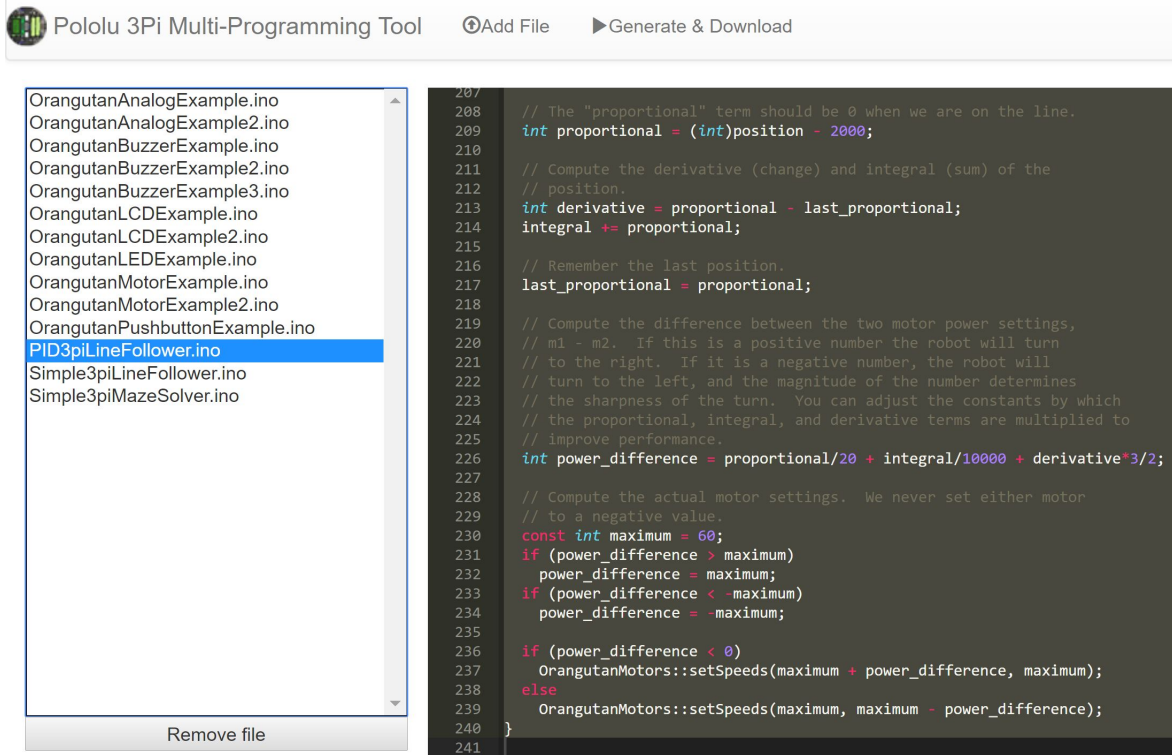 Pololu 3Pi Multi-Programming Tool Add File Generate & Download
OrangutanAnalogExample.ino
OrangutanAnalogExample2.ino
OrangutanBuzzerExample.ino
OrangutanBuzzerExample2.ino
OrangutanBuzzerExample3.ino
OrangutanLCDExample.ino
OrangutanLCDExample2.ino
OrangutanLEDExample.ino
OrangutanMotorExample.ino
OrangutanMotorExample2.ino
OrangutanPushbuttonExample.ino
PID3piLineFollower.ino
Simple3piLineFollower.ino
Simple3piMazeSolver.ino
Remove file
207
208 // The "proportional" term should be 0 when we are on the line.
209 int proportional = (int)position - 2000;
210
211 // Compute the derivative (change) and integral (sum) of the
212 // position.
213 int derivative = proportional - last_proportional;
214 integral += proportional;
215
216 // Remember the last position.
217 last_proportional = proportional;
218
219 // Compute the difference between the two motor power settings,
220 // m1 - m2.  If this is a positive number the robot will turn
221 // to the right.  If it is a negative number, the robot will
222 // turn to the left, and the magnitude of the number determines
223 // the sharpness of the turn.  You can adjust the constants by which
224 // the proportional, integral, and derivative terms are multiplied to
225 // improve performance.
226 int power_difference = proportional/20 + integral/10000 + derivative*3/2;
227
228 // Compute the actual motor settings.  We never set either motor
229 // to a negative value.
230 const int maximum = 60;
231 if (power_difference > maximum)
232 power_difference = maximum;
233 if (power_difference < -maximum)
234 power_difference = -maximum;
235
236 if (power_difference < 0)
237 OrangutanMotors::setSpeeds(maximum + power_difference, maximum);
238 else
239 OrangutanMotors::setSpeeds(maximum, maximum - power_difference);
240 }
241